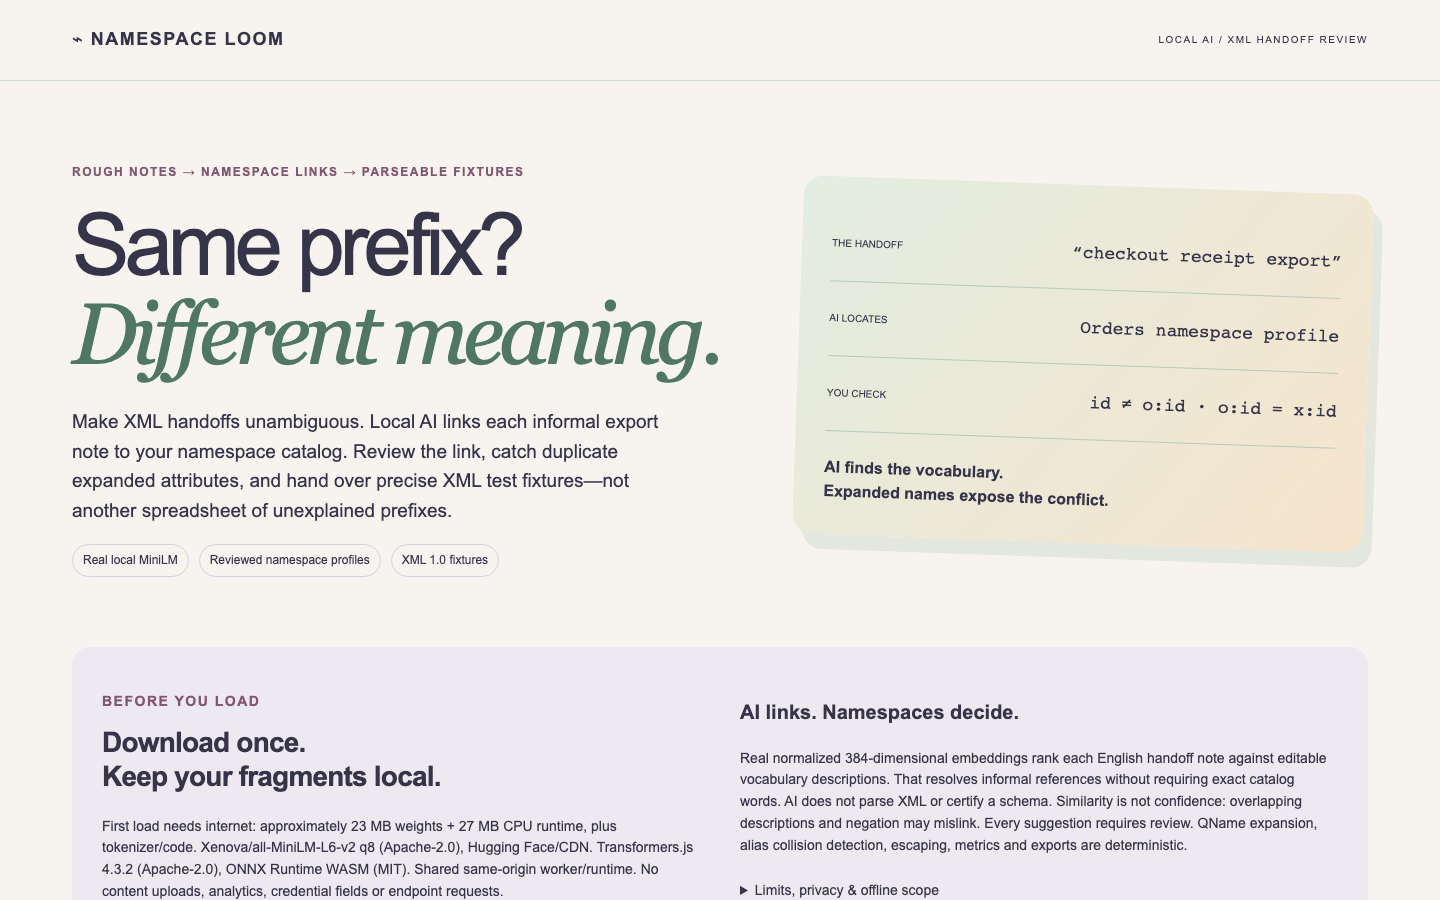 ⌁ NAMESPACE LOOM
LOCAL AI / XML HANDOFF REVIEW
ROUGH NOTES → NAMESPACE LINKS → PARSEABLE FIXTURES
Same prefix?
Different meaning.
Make XML handoffs unambiguous. Local AI links each informal export
note to your namespace catalog. Review the link, catch duplicate
expanded attributes, and hand over precise XML test fixtures—not
another spreadsheet of unexplained prefixes.
Real local MiniLM
Reviewed namespace profiles
XML 1.0 fixtures
THE HANDOFF
“checkout receipt export”
AI LOCATES
Orders namespace profile
YOU CHECK
id ≠ o:id · o:id = x:id
AI finds the vocabulary.
Expanded names expose the conflict.
BEFORE YOU LOAD
Download once.
Keep your fragments local.
First load needs internet: approximately 23 MB weights + 27 MB CPU runtime, plus
tokenizer/code. Xenova/all-MiniLM-L6-v2 q8 (Apache-2.0), Hugging Face/CDN. Transformers.js
4.3.2 (Apache-2.0), ONNX Runtime WASM (MIT). Shared same-origin worker/runtime. No
content uploads, analytics, credential fields or endpoint requests.
AI links. Namespaces decide.
Real normalized 384-dimensional embeddings rank each English handoff note against editable
vocabulary descriptions. That resolves informal references without requiring exact catalog
words. AI does not parse XML or certify a schema. Similarity is not confidence: overlapping
descriptions and negation may mislink. Every suggestion requires review. QName expansion,
alias collision detection, escaping, metrics and exports are deterministic.
▶ Limits, privacy & offline scope